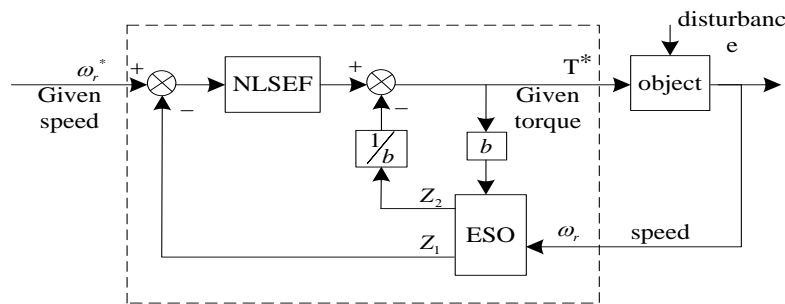 disturbanc
e
ω_r^*
+
NLSEF
+
T*
object
Given
speed
−
−
Given
torque
1/b
b
Z_2
ESO
ω_r
speed
Z_1